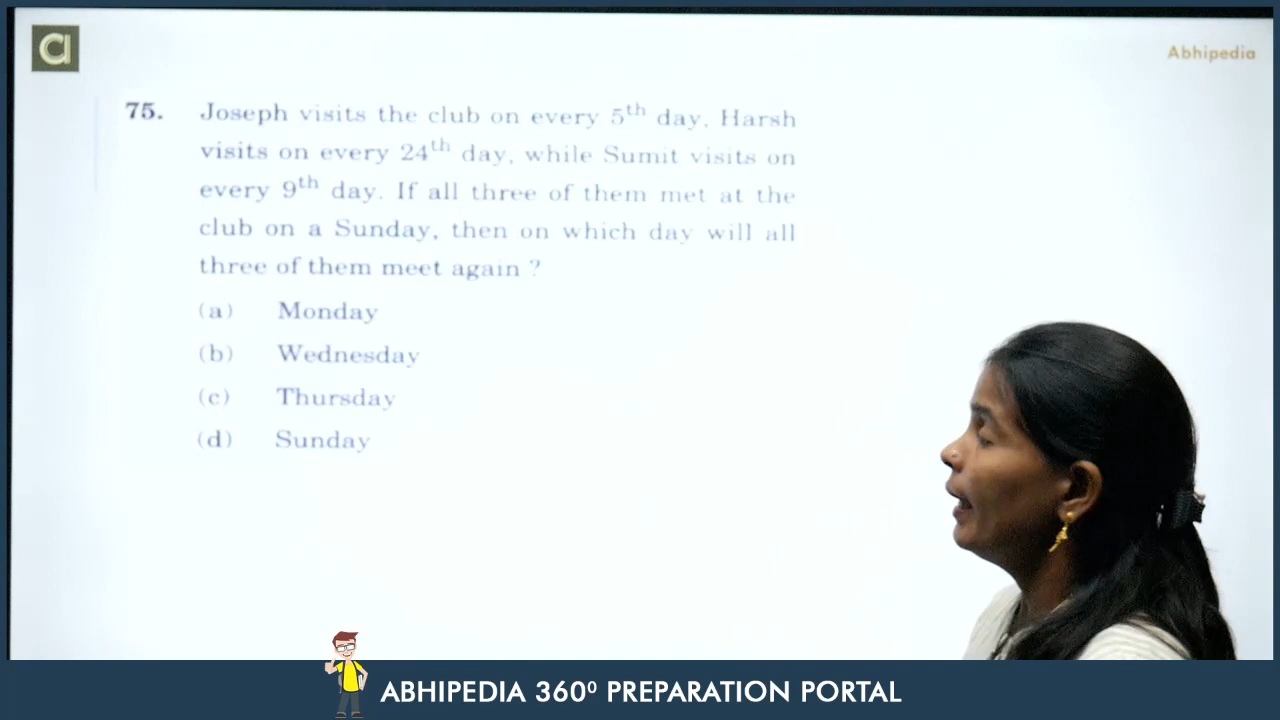 Abhipedia
75. Joseph visits the club on every 5th day, Harsh
visits on every 24th day, while Sumit visits on
every 9th day. If all three of them met at the
club on a Sunday, then on which day will all
three of them meet again ?
(a) Monday
(b) Wednesday
(c) Thursday
(d) Sunday
ABHIPEDIA 360⁰ PREPARATION PORTAL